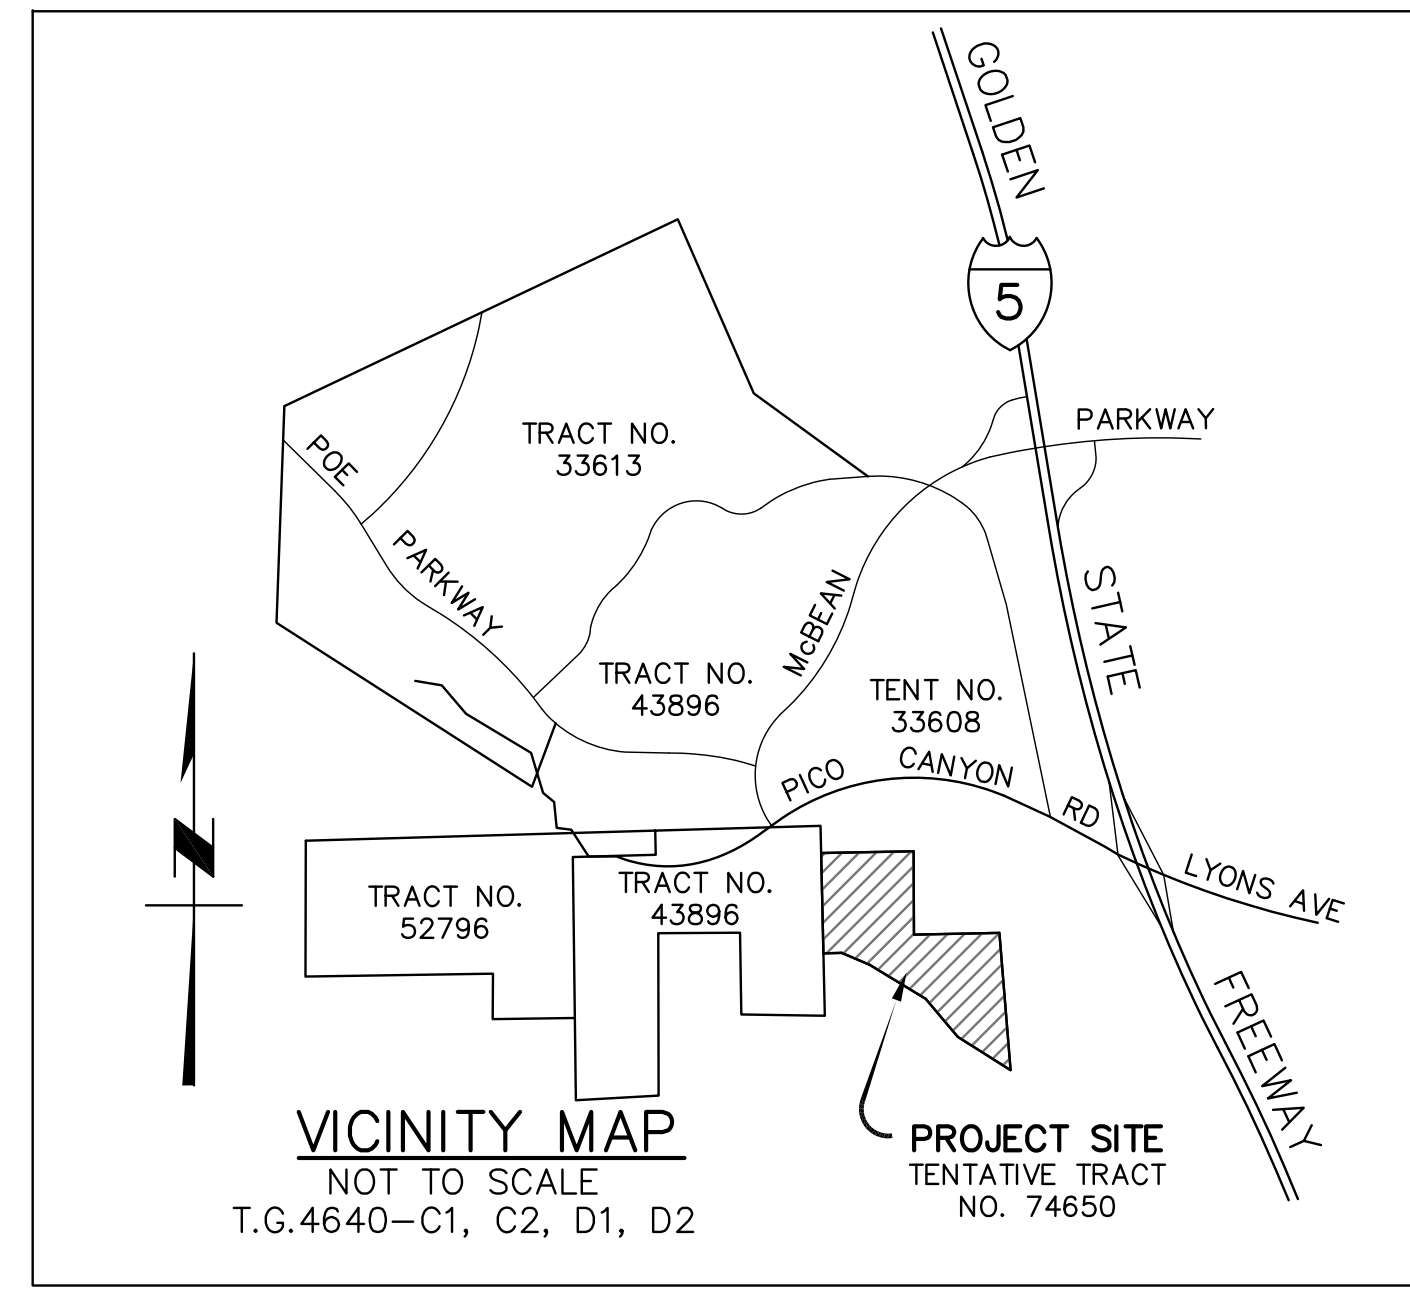 GOLDEN
5
PARKWAY
TRACT NO.
33613
POE
PARKWAY
STATE
McBEAN
TRACT NO.
43896
TENT NO.
33608
PICO CANYON RD
LYONS AVE
N
TRACT NO.
52796
TRACT NO.
43896
FREEWAY
VICINITY MAP
NOT TO SCALE
T.G.4640-C1, C2, D1, D2
PROJECT SITE
TENTATIVE TRACT
NO. 74650